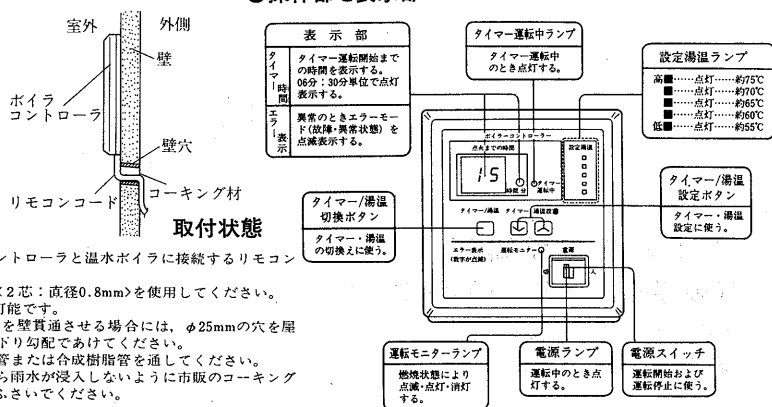 室外
外側
壁
ボイラ
コントローラ
壁穴
コーキング材
リモコンコード
取付状態
ントローラと温水ボイラに接続するリモコン
2芯：直径0.8mm>を使用してください。
可能です。
を壁貫通させる場合には，φ25mmの穴を屋
ドリ勾配であけてください。
管または合成樹脂管を通してください。
ら雨水が浸入しないように市販のコーキング
ふさいでください。
表示部
タイマー時間
タイマー運転開始まで
の時間を表示する。
06分：30分単位で点灯
表示する。
エラー表示
異常のときエラーモー
ド(故障・異常状態）を
点滅表示する。
タイマー運転中ランプ
タイマー運転中
のとき点灯する。
設定湯温ランプ
高■……点灯……約75℃
■……点灯……約70℃
■……点灯……約65℃
■……点灯……約60℃
低■……点灯……約55℃
ボイラーコントローラー
点火までの時間
設定湯温
15
時間 分
タイマー
運転中
タイマー/湯温
タイマー 湯温設定
エラー表示
(数字が点滅)
運転モニター
電源
切
入
タイマー/湯温
切換ボタン
タイマー・湯温
の切換えに使う。
タイマー/湯温
設定ボタン
タイマー・湯温
設定に使う。
運転モニターランプ
燃焼状態により
点滅・点灯・消灯
する。
電源ランプ
運転中のとき点
灯する。
電源スイッチ
運転開始および
運転停止に使う。